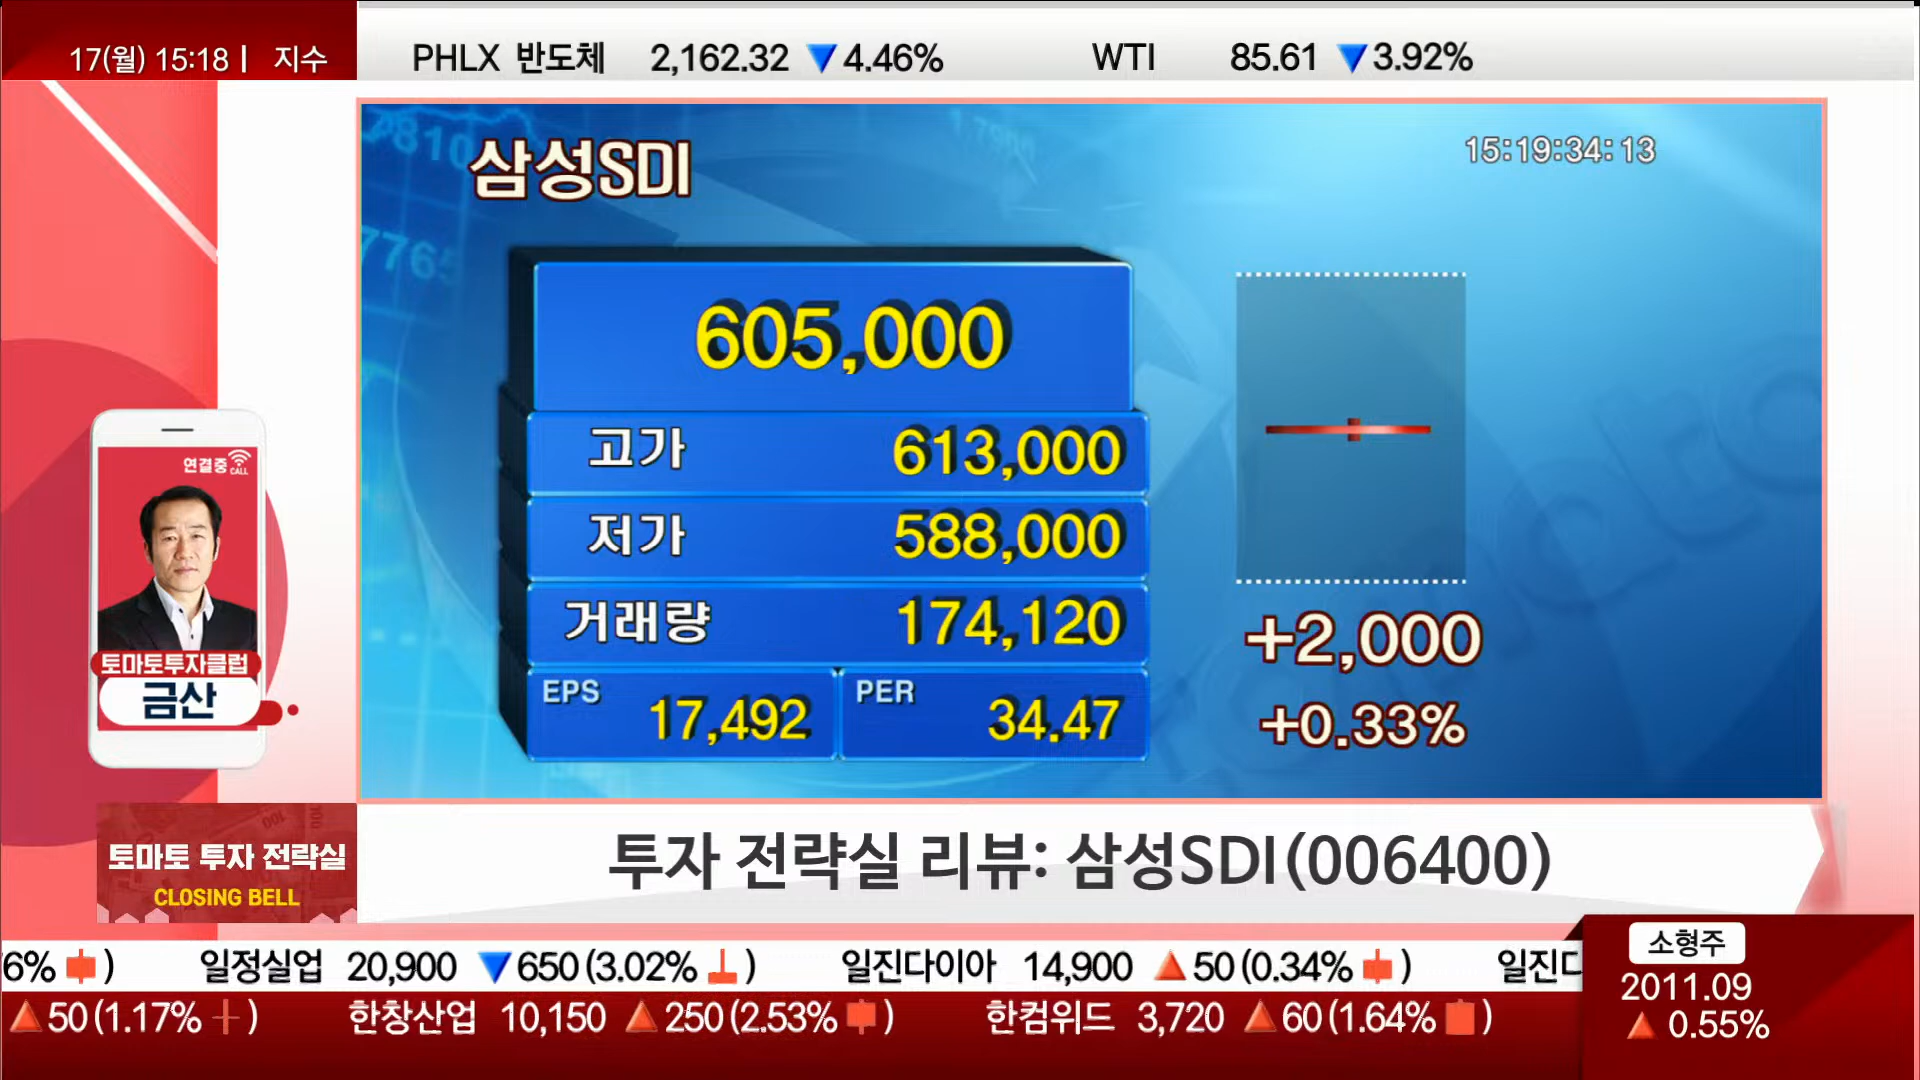 17(월) 15:18 | 지수
PHLX 반도체 2,162.32 ▼4.46% WTI 85.61 ▼3.92%
삼성SDI
15:19:34:13
605,000
고가 613,000
저가 588,000
거래량 174,120
EPS 17,492 PER 34.47
+2,000
+0.33%
연결중 CALL
토마토투자클럽
금산
토마토 투자 전략실
CLOSING BELL
투자 전략실 리뷰: 삼성SDI(006400)
6% ) 일정실업 20,900 ▼650(3.02% ) 일진다이아 14,900 ▲50(0.34% ) 일진다
▲50(1.17% ) 한창산업 10,150 ▲250(2.53% ) 한컴위드 3,720 ▲60(1.64% )
소형주
2011.09
▲ 0.55%